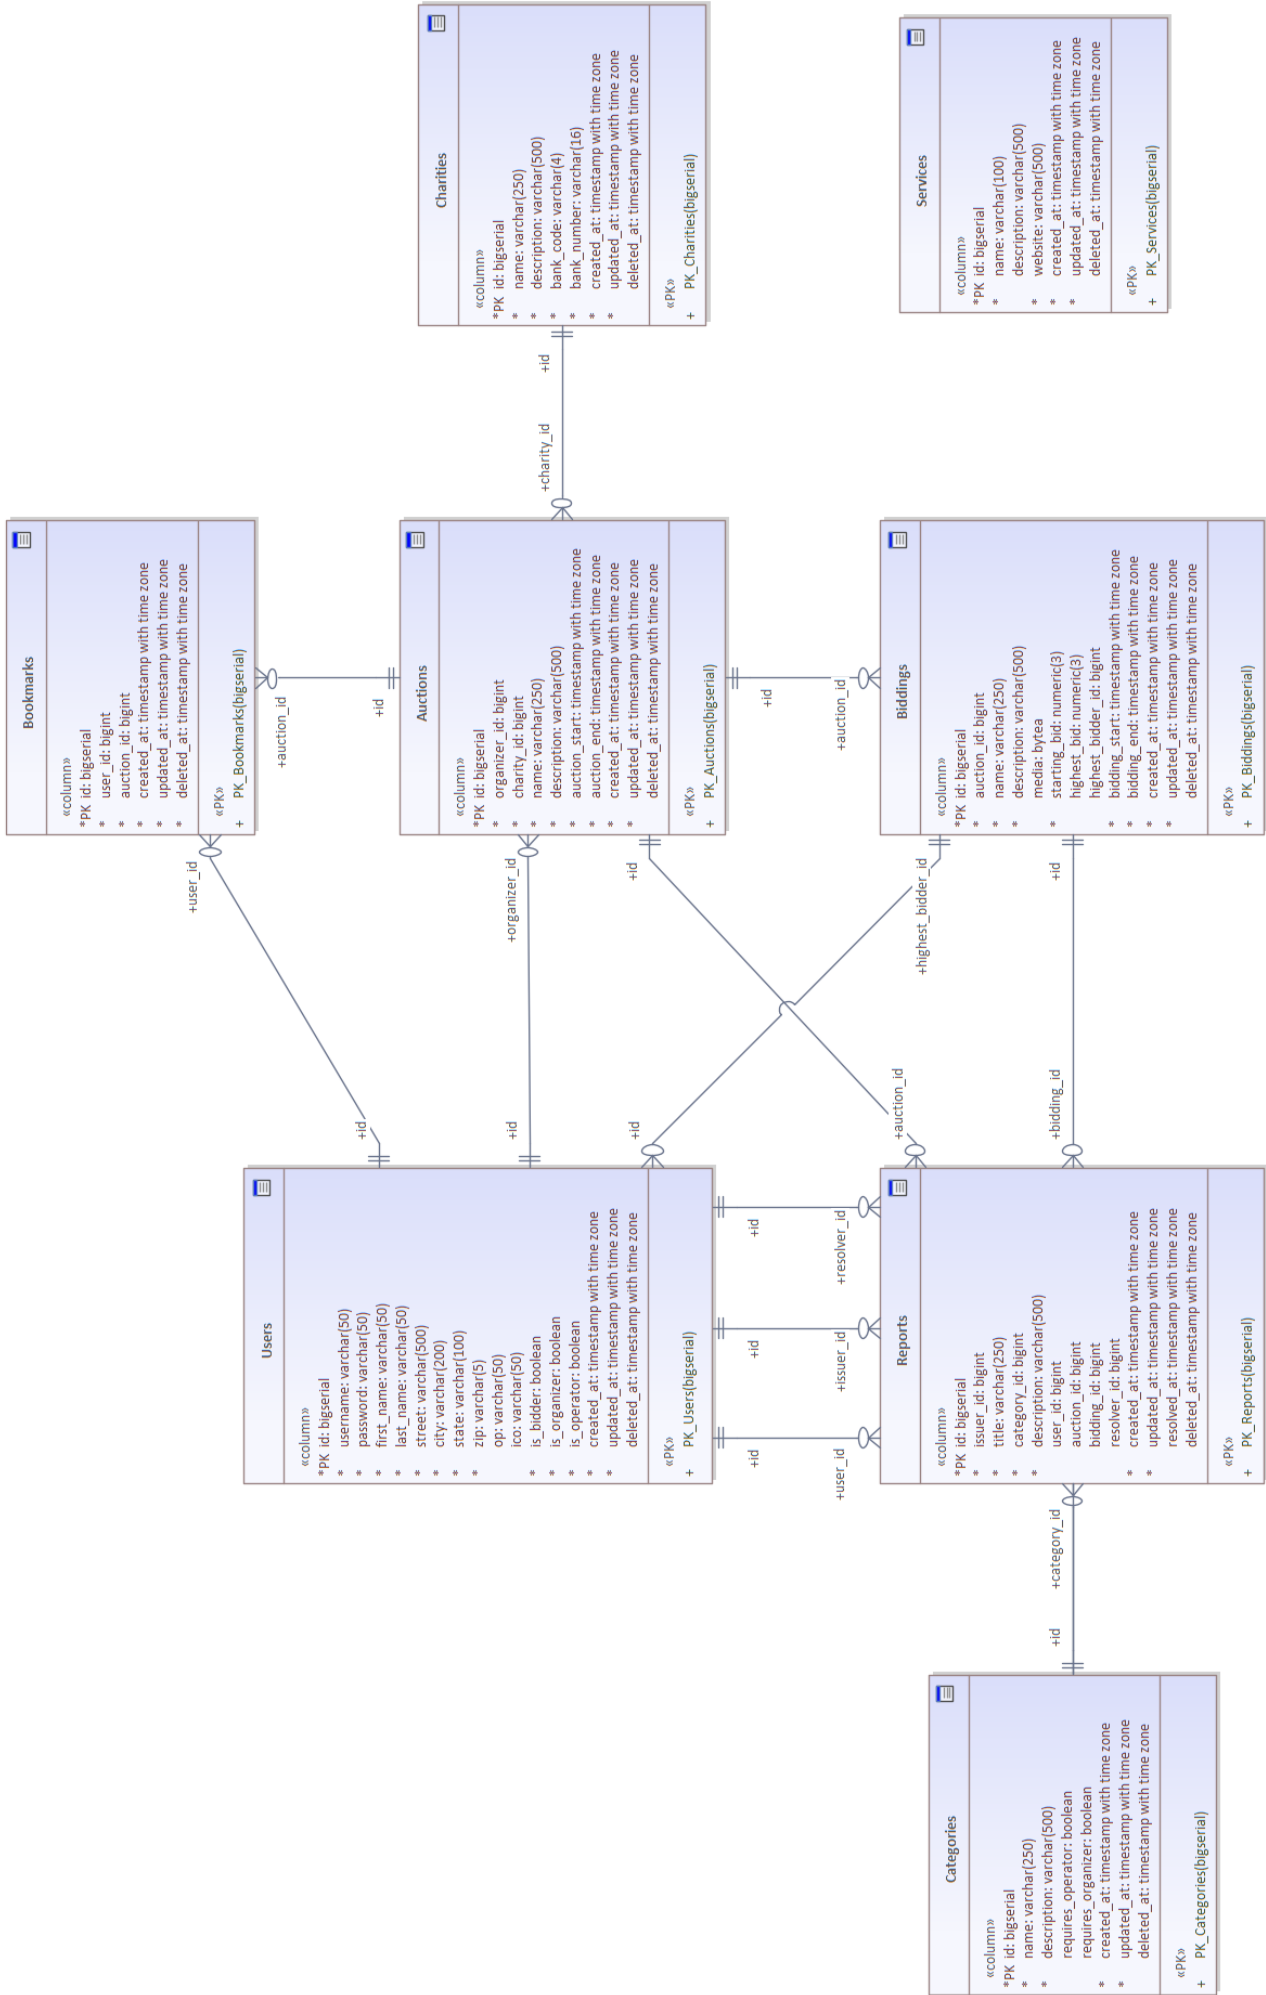 Categories
«column»
*PK id: bigserial
* name: varchar(250)
* description: varchar(500)
requires_operator: boolean
requires_organizer: boolean
* created_at: timestamp with time zone
* updated_at: timestamp with time zone
deleted_at: timestamp with time zone
«PK»
+ PK_Categories(bigserial)
+id
+category_id
Users
«column»
*PK id: bigserial
* username: varchar(50)
* password: varchar(50)
* first_name: varchar(50)
* last_name: varchar(50)
* street: varchar(500)
* city: varchar(200)
* state: varchar(100)
* zip: varchar(5)
op: varchar(50)
ico: varchar(50)
* is_bidder: boolean
* is_organizer: boolean
* is_operator: boolean
* created_at: timestamp with time zone
* updated_at: timestamp with time zone
deleted_at: timestamp with time zone
«PK»
+ PK_Users(bigserial)
+id
+id
+id
+user_id
+issuer_id
+resolver_id
Reports
«column»
*PK id: bigserial
* issuer_id: bigint
* title: varchar(250)
* category_id: bigint
* description: varchar(500)
user_id: bigint
auction_id: bigint
bidding_id: bigint
resolver_id: bigint
* created_at: timestamp with time zone
* updated_at: timestamp with time zone
resolved_at: timestamp with time zone
deleted_at: timestamp with time zone
«PK»
+ PK_Reports(bigserial)
+id
+user_id
+id
+organizer_id
+id
+highest_bidder_id
+auction_id
+id
+bidding_id
+id
Bookmarks
«column»
*PK id: bigserial
* user_id: bigint
* auction_id: bigint
* created_at: timestamp with time zone
* updated_at: timestamp with time zone
* deleted_at: timestamp with time zone
«PK»
+ PK_Bookmarks(bigserial)
+auction_id
+id
Auctions
«column»
*PK id: bigserial
* organizer_id: bigint
* charity_id: bigint
* name: varchar(250)
* description: varchar(500)
* auction_start: timestamp with time zone
* auction_end: timestamp with time zone
* created_at: timestamp with time zone
* updated_at: timestamp with time zone
deleted_at: timestamp with time zone
«PK»
+ PK_Auctions(bigserial)
+id
+auction_id
Biddings
«column»
*PK id: bigserial
* auction_id: bigint
* name: varchar(250)
* description: varchar(500)
media: bytea
* starting_bid: numeric(3)
highest_bid: numeric(3)
highest_bidder_id: bigint
* bidding_start: timestamp with time zone
* bidding_end: timestamp with time zone
* created_at: timestamp with time zone
* updated_at: timestamp with time zone
deleted_at: timestamp with time zone
«PK»
+ PK_Biddings(bigserial)
+charity_id
+id
Charities
«column»
*PK id: bigserial
* name: varchar(250)
* description: varchar(500)
* bank_code: varchar(4)
* bank_number: varchar(16)
* created_at: timestamp with time zone
* updated_at: timestamp with time zone
deleted_at: timestamp with time zone
«PK»
+ PK_Charities(bigserial)
Services
«column»
*PK id: bigserial
* name: varchar(100)
description: varchar(500)
website: varchar(500)
* created_at: timestamp with time zone
* updated_at: timestamp with time zone
deleted_at: timestamp with time zone
«PK»
+ PK_Services(bigserial)